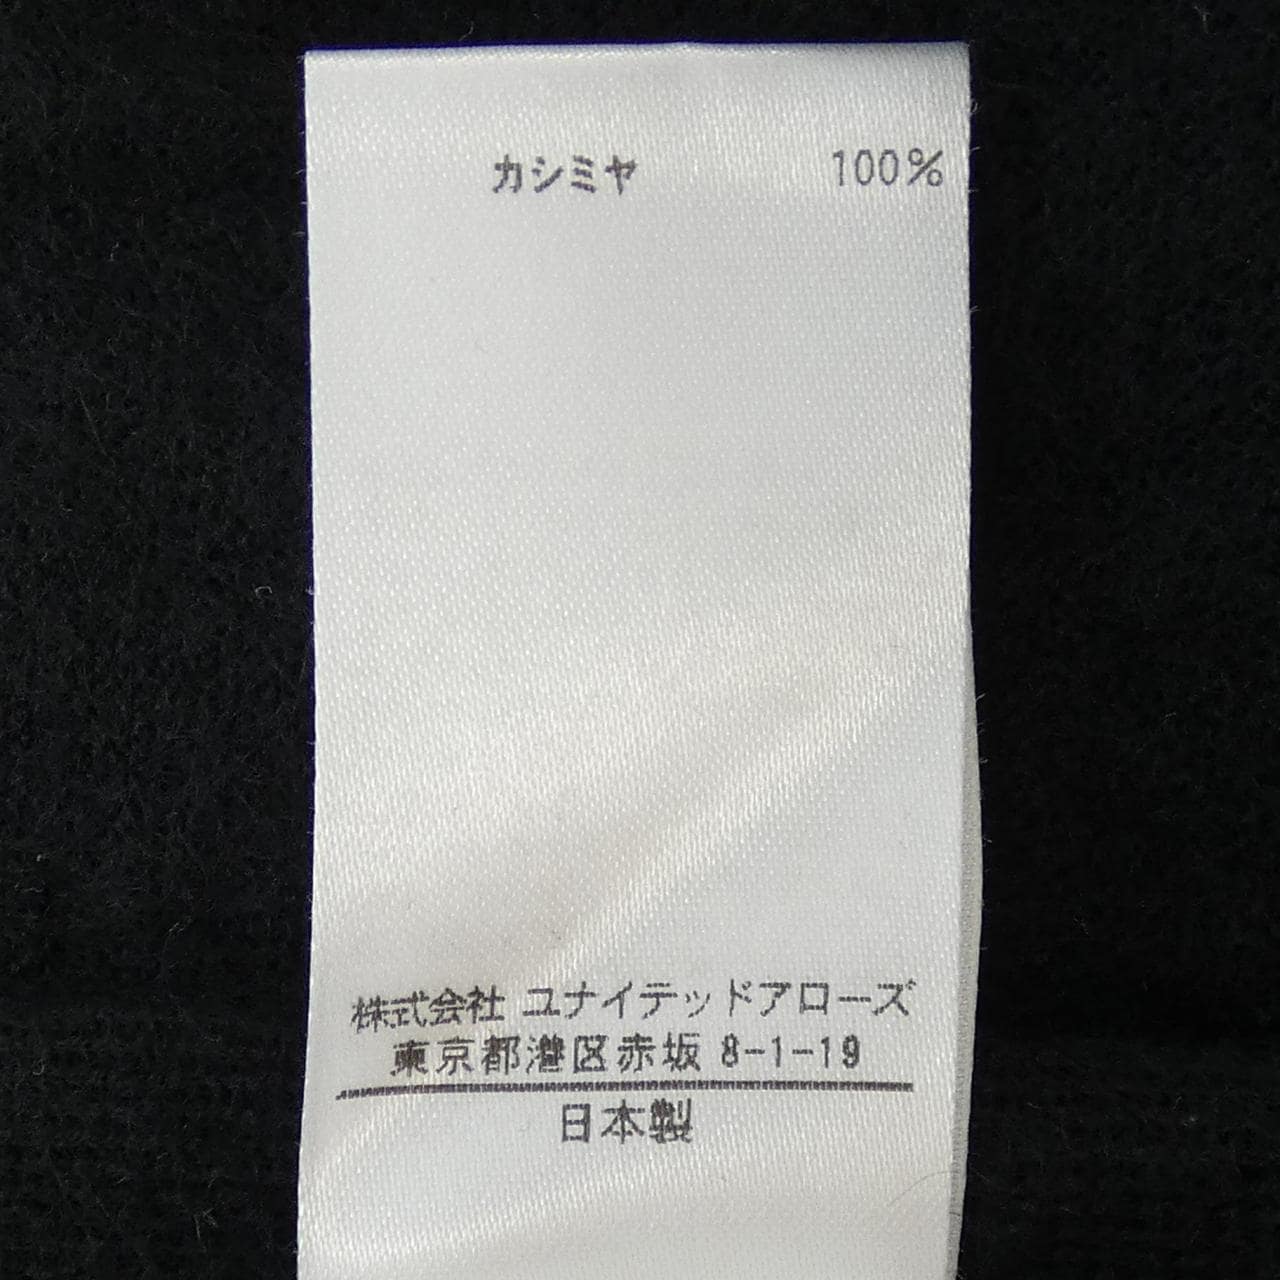 カシミヤ 100%
株式会社 ユナイテッドアローズ
東京都港区赤坂 8-1-19
日本製